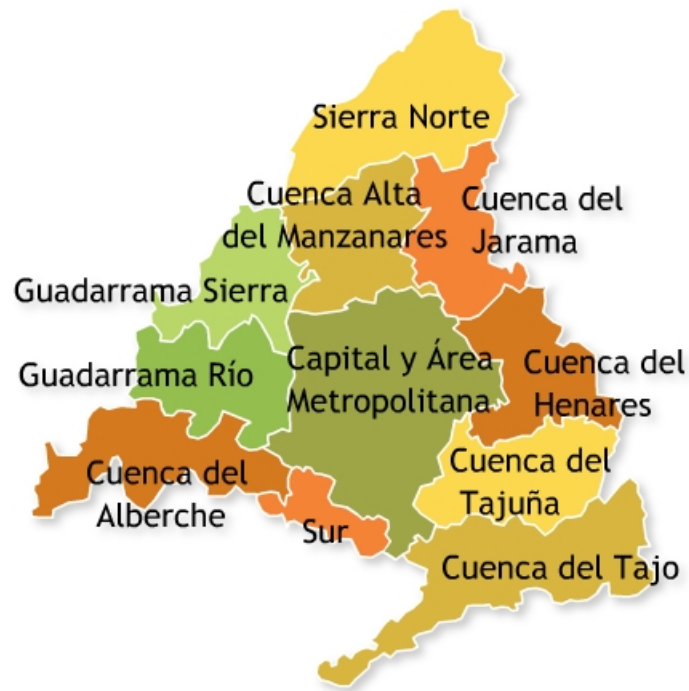 Sierra Norte
Cuenca Alta
del Manzanares
Cuenca del
Jarama
Guadarrama Sierra
Guadarrama Río
Capital y Área
Metropolitana
Cuenca del
Henares
Cuenca del
Alberche
Cuenca del
Tajuña
Sur
Cuenca del Tajo